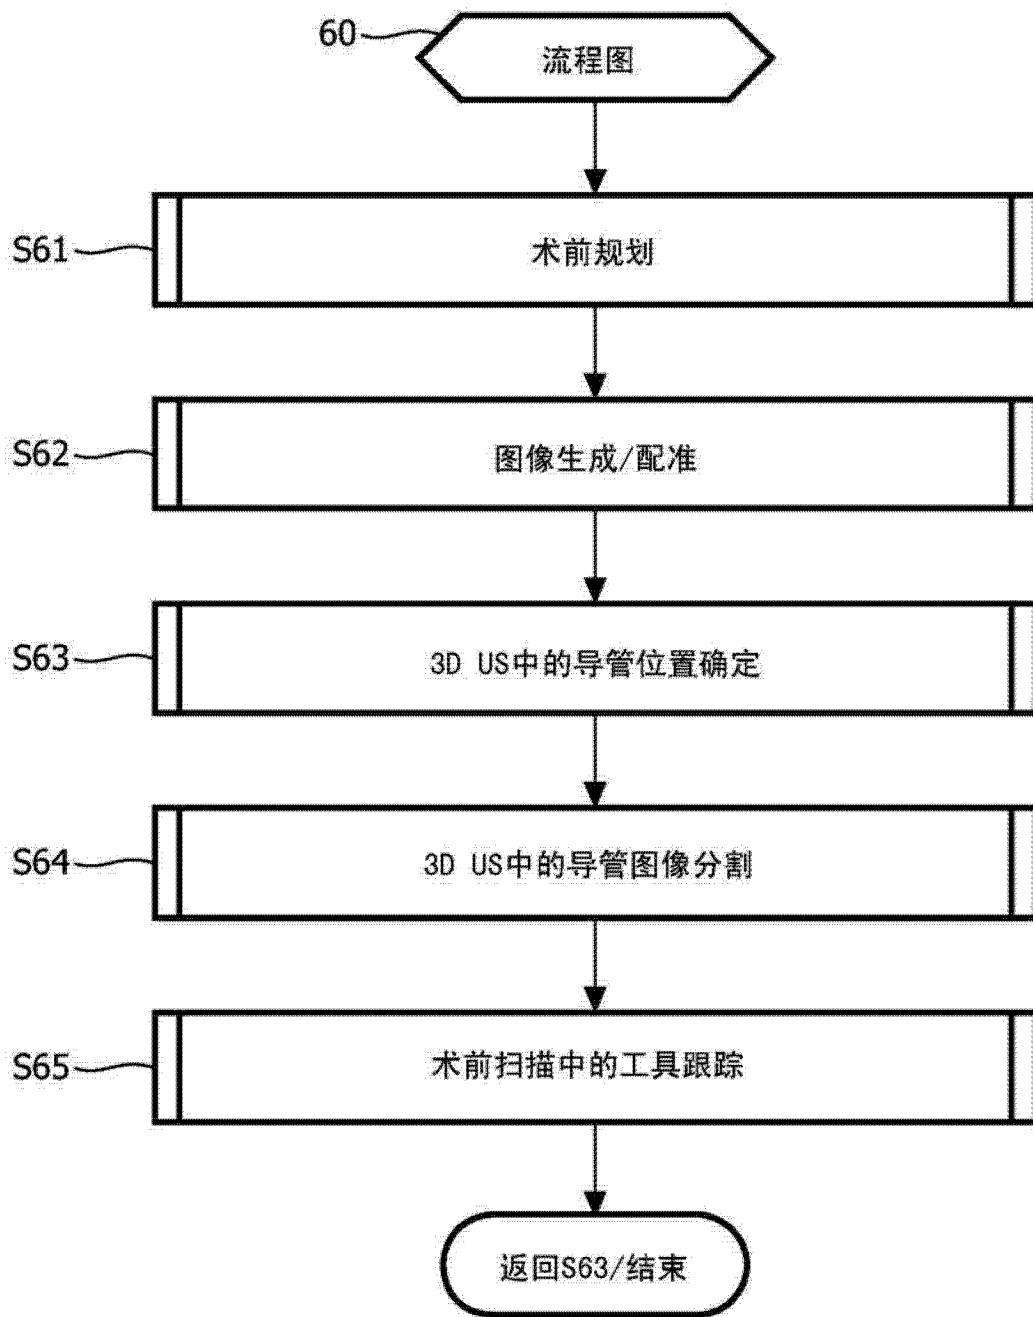 60
流程图
S61
术前规划
S62
图像生成/配准
S63
3D US中的导管位置确定
S64
3D US中的导管图像分割
S65
术前扫描中的工具跟踪
返回S63/结束